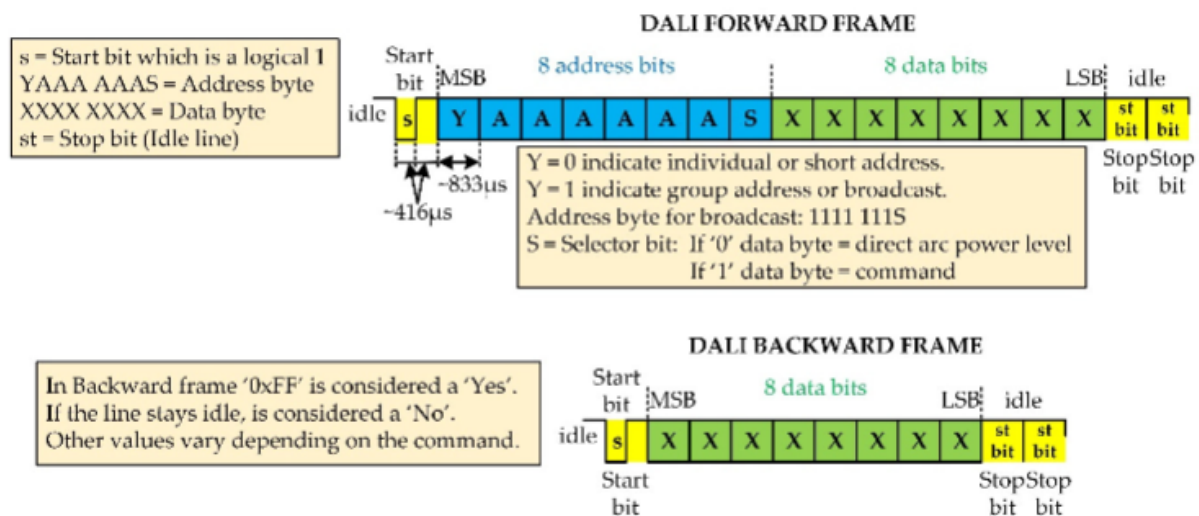 DALI FORWARD FRAME
s = Start bit which is a logical 1
YAAA AAAS = Address byte
XXXX XXXX = Data byte
st = Stop bit (Idle line)
Start
bit
MSB
8 address bits
8 data bits
LSB
idle
idle
s
Y A A A A A A S X X X X X X X X
st
bit
st
bit
Stop
bit
Stop
bit
~833µs
~416µs
Y = 0 indicate individual or short address.
Y = 1 indicate group address or broadcast.
Address byte for broadcast: 1111 111S
S = Selector bit: If '0' data byte = direct arc power level
If '1' data byte = command
DALI BACKWARD FRAME
In Backward frame '0xFF' is considered a 'Yes'.
If the line stays idle, is considered a 'No'.
Other values vary depending on the command.
Start
bit
MSB
8 data bits
LSB
idle
idle
s
X X X X X X X X
st
bit
st
bit
Start
bit
Stop
bit
Stop
bit